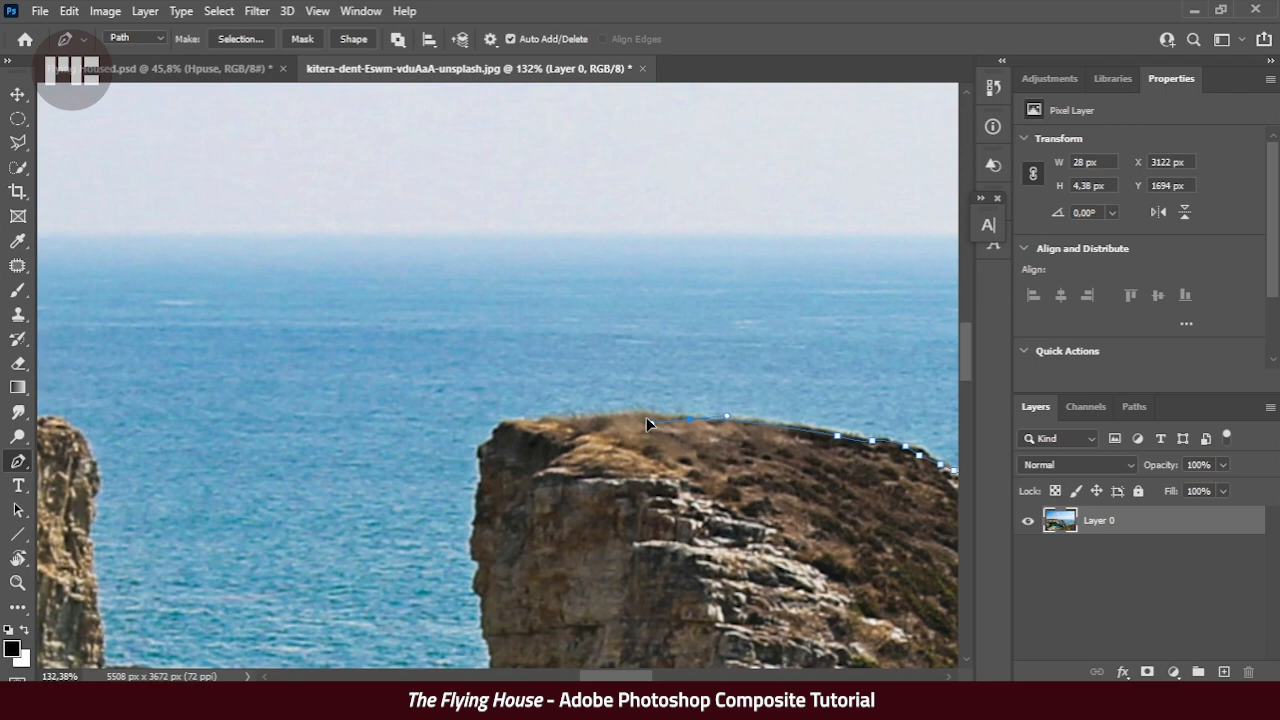 Ps File Edit Image Layer Type Select Filter 3D View Window Help
Path Make: Selection... Mask Shape Auto Add/Delete Align Edges
Flying Housed.psd @ 45,8% (Hpuse, RGB/8#) * kitera-dent-Eswm-vduAaA-unsplash.jpg @ 132% (Layer 0, RGB/8) *
Adjustments Libraries Properties
Pixel Layer
Transform
W 28 px X 3122 px
H 4,38 px Y 1694 px
0,00°
Align and Distribute
Align:
Quick Actions
Layers Channels Paths
Kind
Normal Opacity: 100%
Lock: Fill: 100%
Layer 0
132,38% 5508 px x 3672 px (72 ppi)
The Flying House - Adobe Photoshop Composite Tutorial